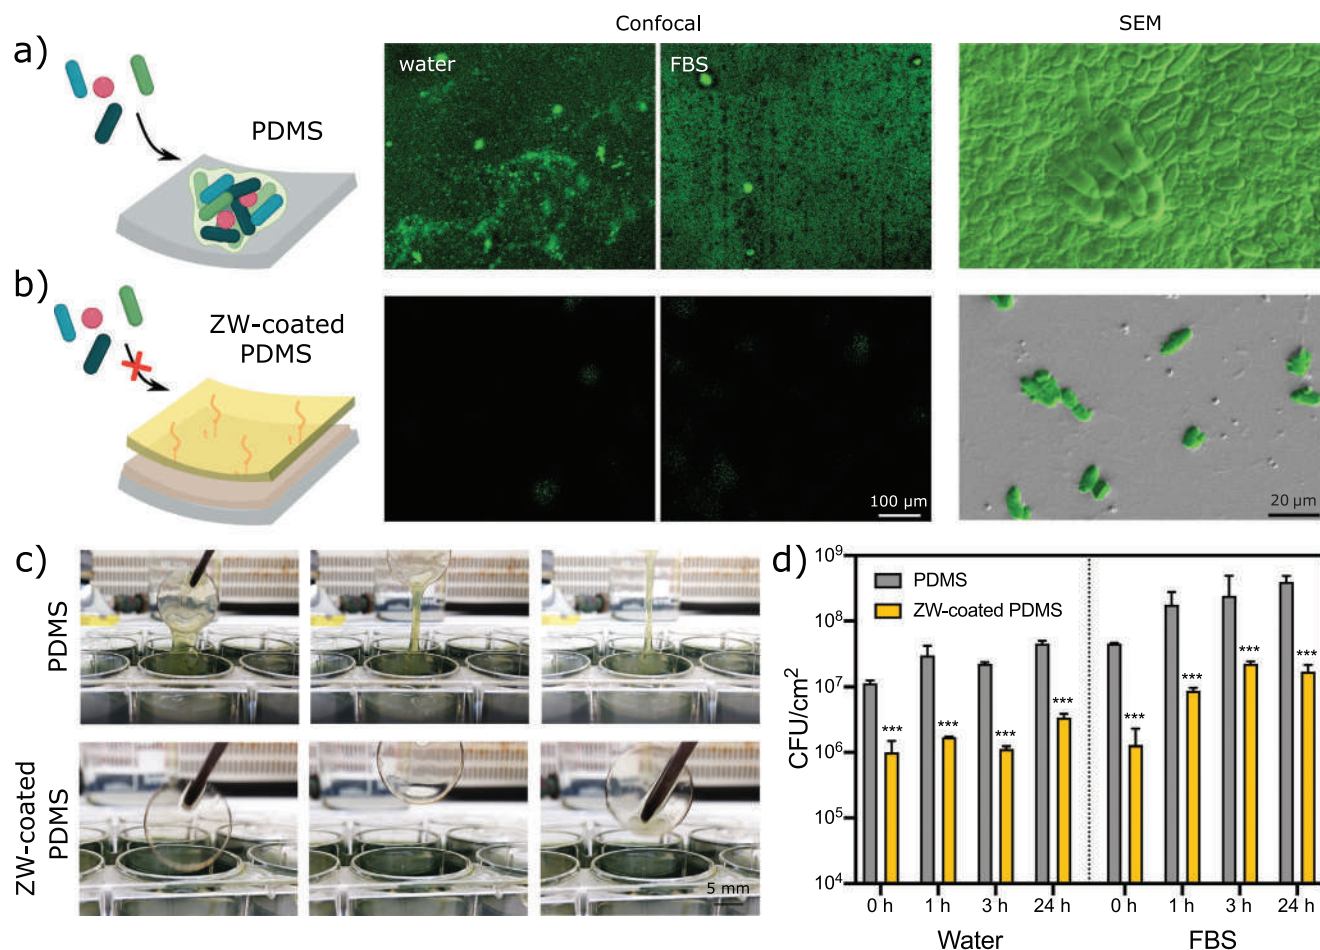 Confocal
SEM
a)
PDMS
water
FBS
b)
ZW-coated
PDMS
100 µm
20 µm
c)
PDMS
ZW-coated
PDMS
5 mm
d)
CFU/cm²
10⁹
10⁸
10⁷
10⁶
10⁵
10⁴
PDMS
ZW-coated PDMS
*** *** *** *** *** *** *** ***
0 h 1 h 3 h 24 h 0 h 1 h 3 h 24 h
Water FBS